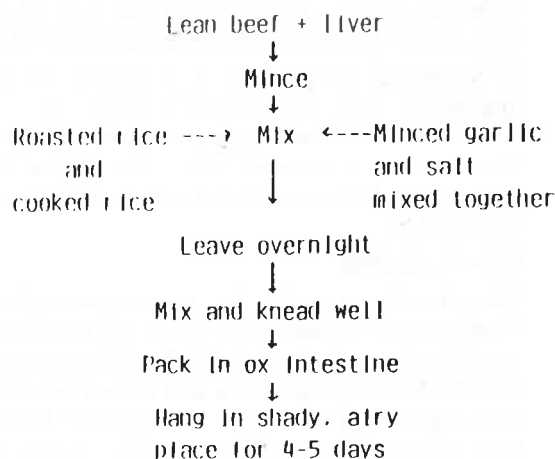 Lean beef + liver
Mince
Roasted rice ---> Mix <---Minced garlic
and and salt
cooked rice mixed together
Leave overnight
Mix and knead well
Pack in ox intestine
Hang in shady, airy
place for 4-5 days